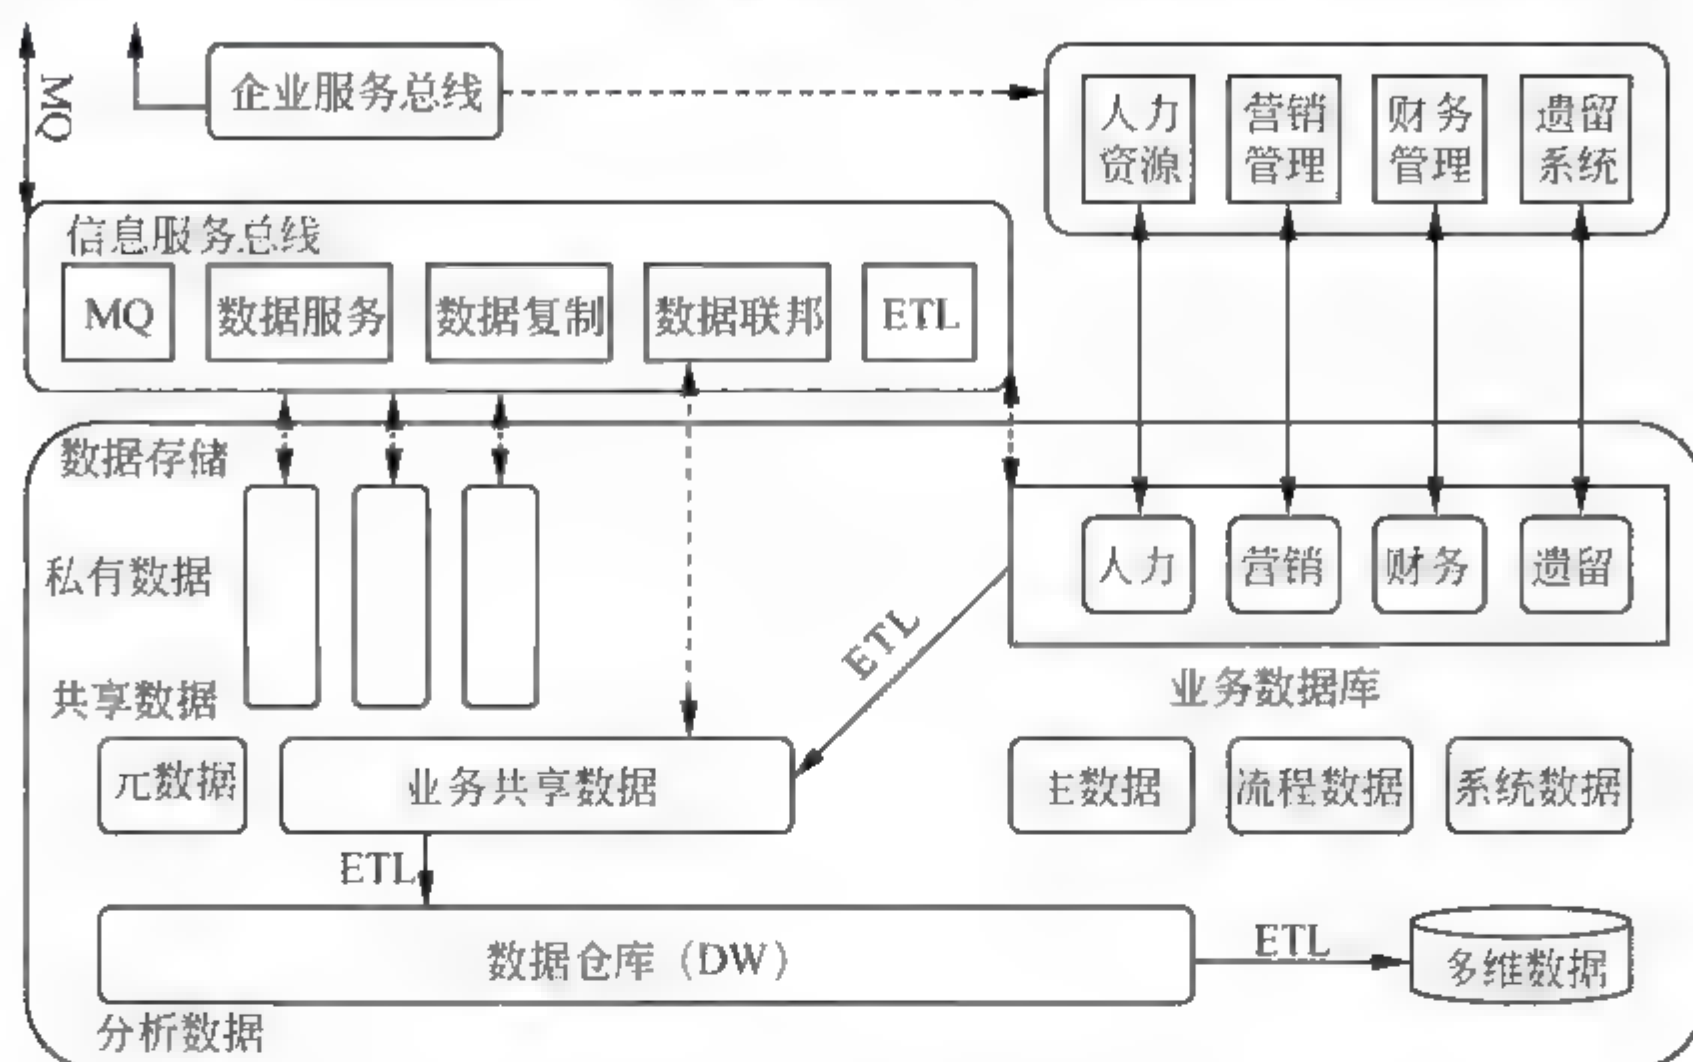 MQ
企业服务总线
人力
资源
营销
管理
财务
管理
遗留
系统
信息服务总线
MQ
数据服务
数据复制
数据联邦
ETL
数据存储
私有数据
人力
营销
财务
遗留
ETL
业务数据库
共享数据
元数据
业务共享数据
主数据
流程数据
系统数据
ETL
数据仓库（DW）
ETL
多维数据
分析数据